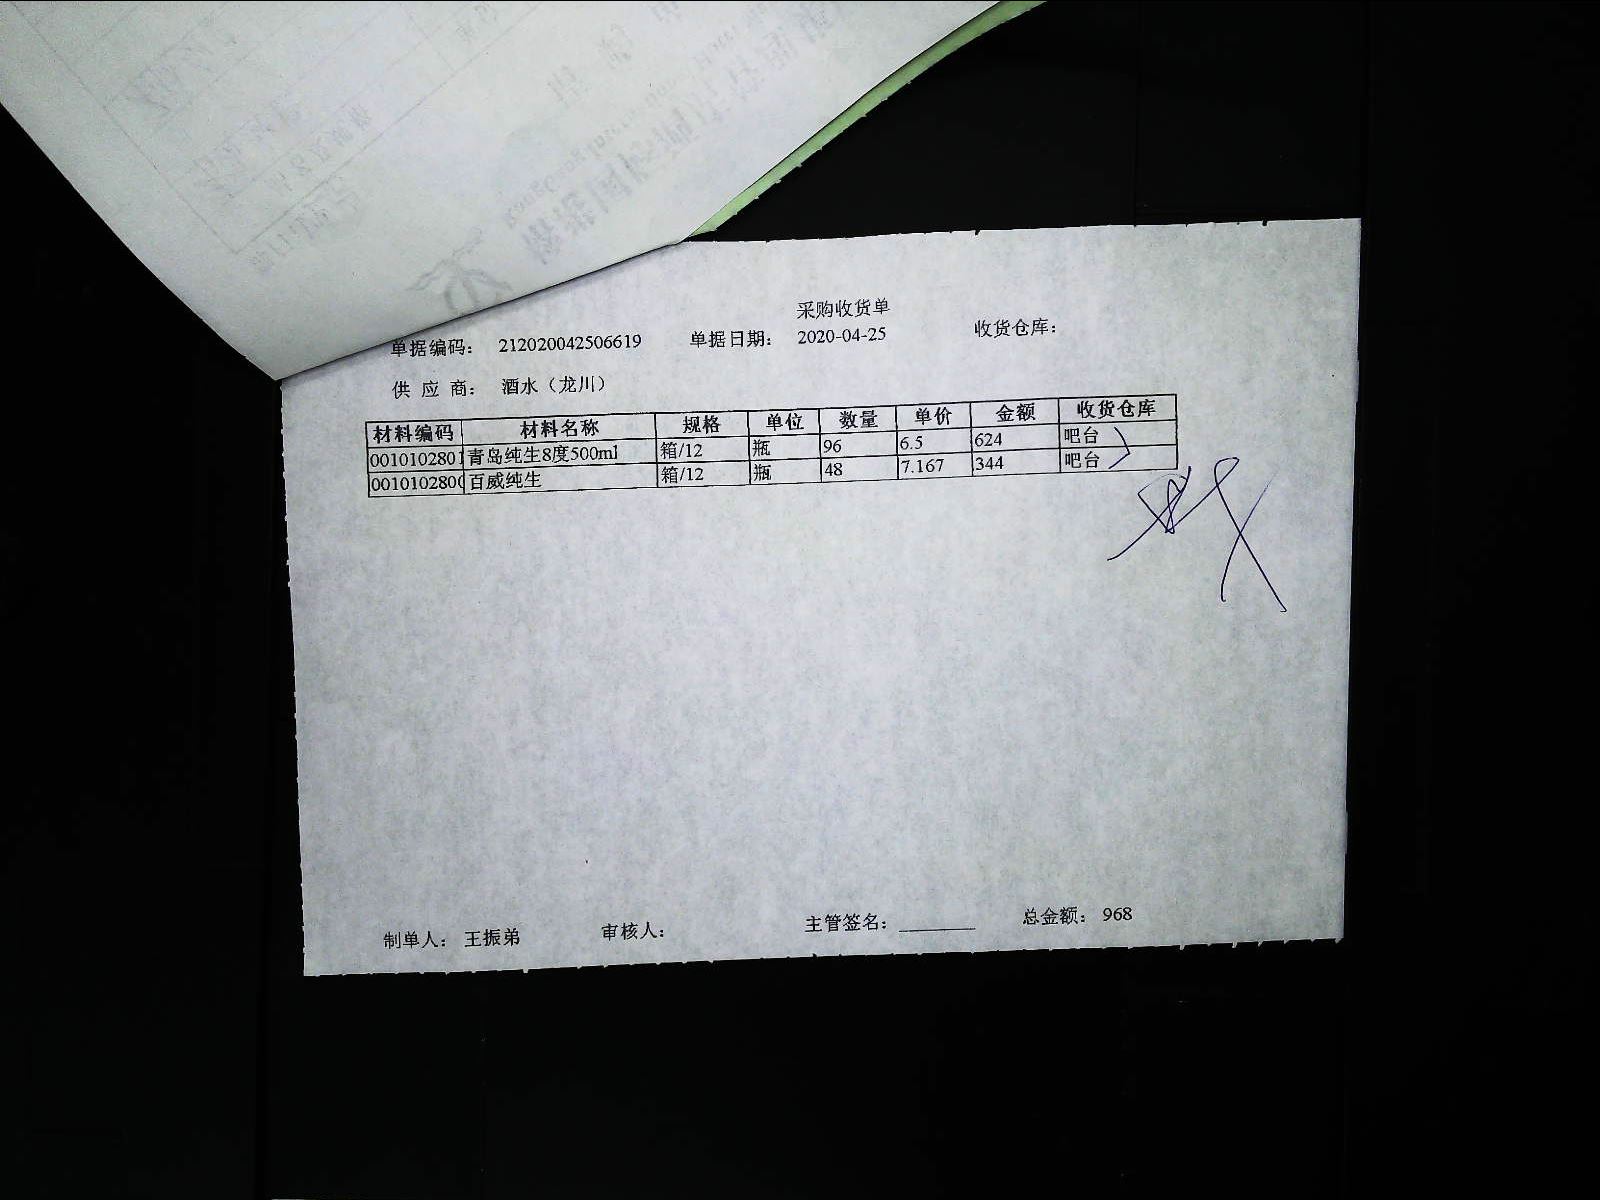 采购收货单
单据编码: 212020042506619 单据日期: 2020-04-25 收货仓库:
供 应 商: 酒水（龙川）
材料编码 材料名称 规格 单位 数量 单价 金额 收货仓库
0010102801 青岛纯生8度500ml 箱/12 瓶 96 6.5 624 吧台
0010102800 百威纯生 箱/12 瓶 48 7.167 344 吧台
制单人: 王振弟 审核人: 主管签名: 总金额: 968